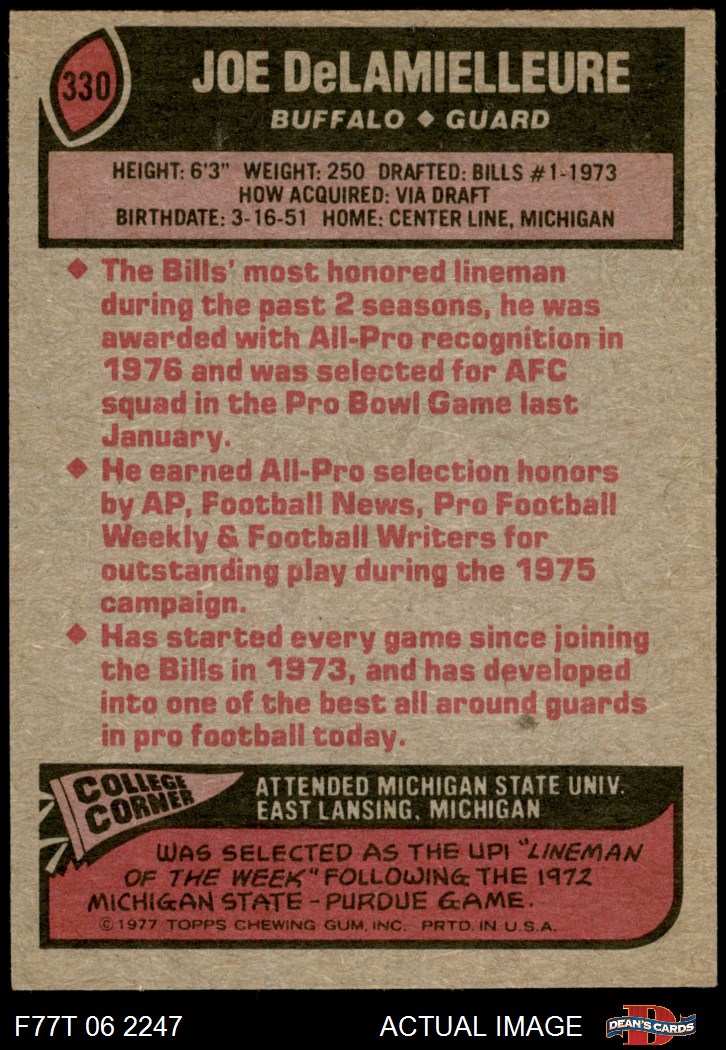 330
JOE DeLAMIELLEURE
BUFFALO ♦ GUARD
HEIGHT: 6'3" WEIGHT: 250 DRAFTED: BILLS #1-1973
HOW ACQUIRED: VIA DRAFT
BIRTHDATE: 3-16-51 HOME: CENTER LINE, MICHIGAN
♦ The Bills' most honored lineman
during the past 2 seasons, he was
awarded with All-Pro recognition in
1976 and was selected for AFC
squad in the Pro Bowl Game last
January.
♦ He earned All-Pro selection honors
by AP, Football News, Pro Football
Weekly & Football Writers for
outstanding play during the 1975
campaign.
♦ Has started every game since joining
the Bills in 1973, and has developed
into one of the best all around guards
in pro football today.
COLLEGE
CORNER
ATTENDED MICHIGAN STATE UNIV.
EAST LANSING, MICHIGAN
WAS SELECTED AS THE UPI "LINEMAN
OF THE WEEK" FOLLOWING THE 1972
MICHIGAN STATE - PURDUE GAME.
© 1977 TOPPS CHEWING GUM, INC. PRTD. IN U.S.A.
F77T 06 2247 ACTUAL IMAGE
D
DEAN'S CARDS